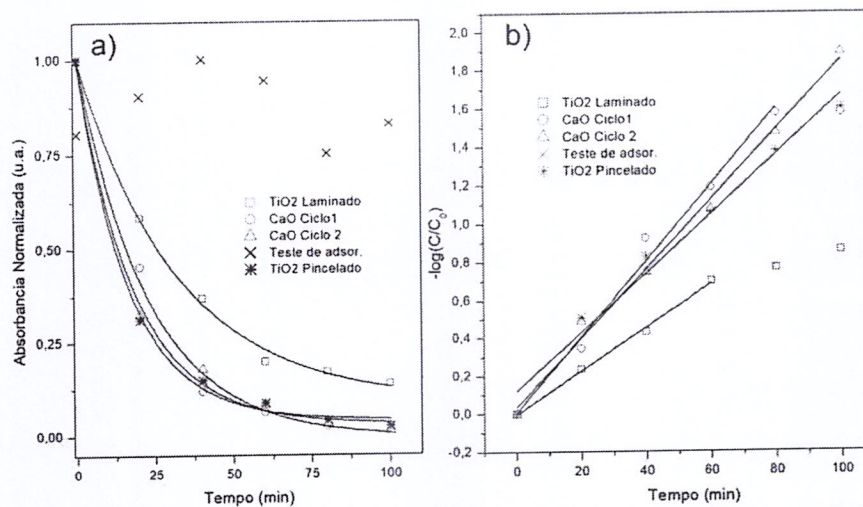 a)
1,00
0,75
0,50
0,25
0,00
Absorbancia Normalizada (u.a.)
TiO2 Laminado
CaO Ciclo1
CaO Ciclo 2
Teste de adsor.
TiO2 Pincelado
0
25
50
75
100
Tempo (min)
b)
2,0
1,8
1,6
1,4
1,2
1,0
0,8
0,6
0,4
0,2
0,0
-0,2
-log(C/C0)
TiO2 Laminado
CaO Ciclo1
CaO Ciclo 2
Teste de adsor.
TiO2 Pincelado
0
20
40
60
80
100
Tempo (min)